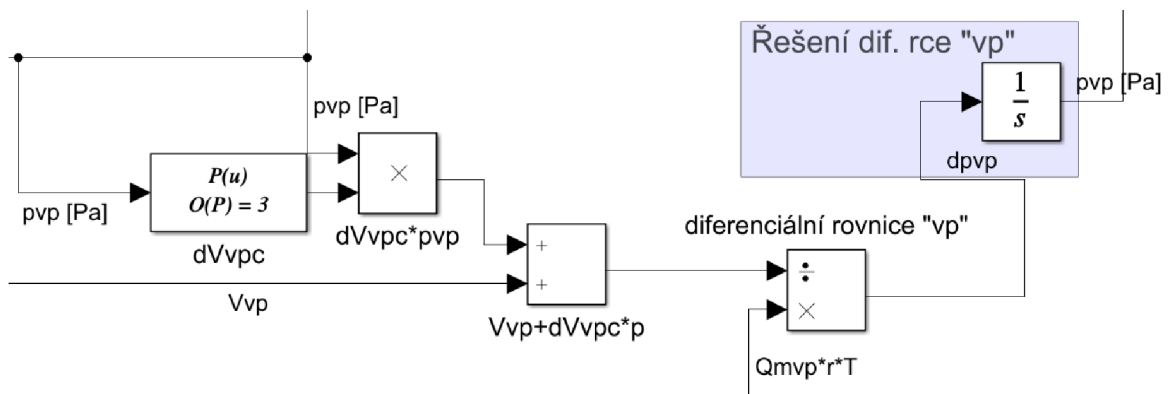 Řešení dif. rce "vp"
1
s
pvp [Pa]
dpvp
pvp [Pa]
P(u)
O(P) = 3
×
pvp [Pa]
dVvpc
dVvpc*pvp
+
+
Vvp
Vvp+dVvpc*p
diferenciální rovnice "vp"
÷
×
Qmvp*r*T